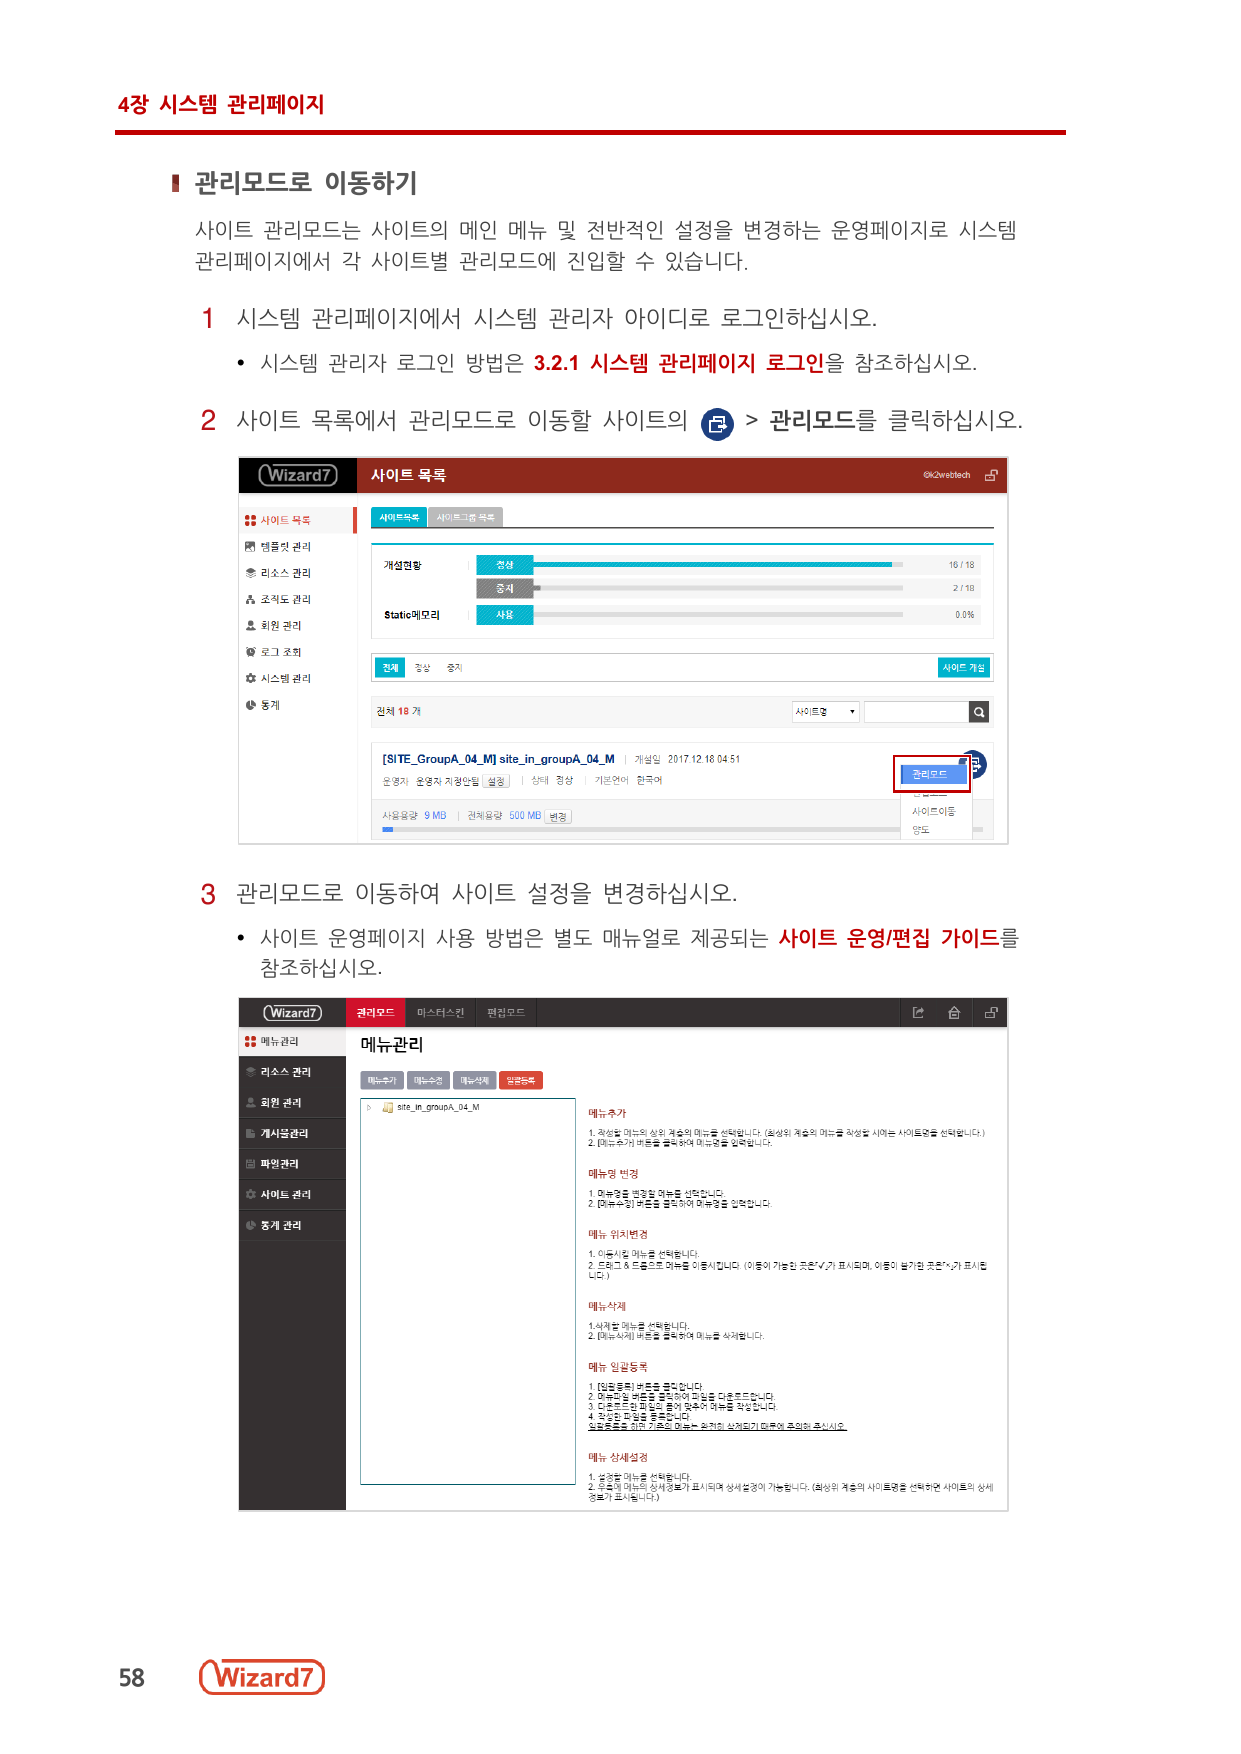 4장 시스템 관리페이지
관리모드로 이동하기
사이트 관리모드는 사이트의 메인 메뉴 및 전반적인 설정을 변경하는 운영페이지로 시스템
관리페이지에서 각 사이트별 관리모드에 진입할 수 있습니다.
1 시스템 관리페이지에서 시스템 관리자 아이디로 로그인하십시오.
• 시스템 관리자 로그인 방법은 3.2.1 시스템 관리페이지 로그인을 참조하십시오.
2 사이트 목록에서 관리모드로 이동할 사이트의 > 관리모드를 클릭하십시오.
Wizard7 사이트 목록 @k2webtech
사이트 목록
템플릿 관리
리소스 관리
조직도 관리
회원 관리
로그 조회
시스템 관리
통계
사이트목록 사이트그룹 목록
개설현황 정상 16 / 18
중지 2 / 18
Static메모리 사용 0.0%
전체 정상 중지 사이트 개설
전체 18 개 사이트명
[SITE_GroupA_04_M] site_in_groupA_04_M 개설일 2017.12.18 04:51
운영자 운영자 지정안됨 설정 상태 정상 기본언어 한국어
사용용량 9 MB 전체용량 500 MB 변경
관리모드
사이트이동
양도
3 관리모드로 이동하여 사이트 설정을 변경하십시오.
• 사이트 운영페이지 사용 방법은 별도 매뉴얼로 제공되는 사이트 운영/편집 가이드를
참조하십시오.
Wizard7 관리모드 마스터스킨 편집모드
메뉴관리
리소스 관리
회원 관리
게시물관리
파일관리
사이트 관리
통계 관리
메뉴관리
메뉴추가 메뉴수정 메뉴삭제 일괄등록
site_in_groupA_04_M
메뉴추가
1. 작성할 메뉴의 상위 계층의 메뉴를 선택합니다. (최상위 계층의 메뉴를 작성할 시에는 사이트명을 선택합니다.)
2. [메뉴추가] 버튼을 클릭하여 메뉴명을 입력합니다.
메뉴명 변경
1. 메뉴명을 변경할 메뉴를 선택합니다.
2. [메뉴수정] 버튼을 클릭하여 메뉴명을 입력합니다.
메뉴 위치변경
1. 이동시킬 메뉴를 선택합니다.
2. 드래그 & 드롭으로 메뉴를 이동시킵니다. (이동이 가능한 곳은「✓」가 표시되며, 이동이 불가한 곳은「×」가 표시됩
니다.)
메뉴삭제
1.삭제할 메뉴를 선택합니다.
2. [메뉴삭제] 버튼을 클릭하여 메뉴를 삭제합니다.
메뉴 일괄등록
1. [일괄등록] 버튼을 클릭합니다.
2. 메뉴파일 버튼을 클릭하여 파일을 다운로드합니다.
3. 다운로드한 파일의 폼에 맞추어 메뉴를 작성합니다.
4. 작성한 파일을 등록합니다.
일괄등록을 하면 기존의 메뉴는 완전히 삭제되기 때문에 주의해 주십시오.
메뉴 상세설정
1. 설정할 메뉴를 선택합니다.
2. 우측에 메뉴의 상세정보가 표시되며 상세설정이 가능합니다. (최상위 계층의 사이트명을 선택하면 사이트의 상세
정보가 표시됩니다.)
58 Wizard7